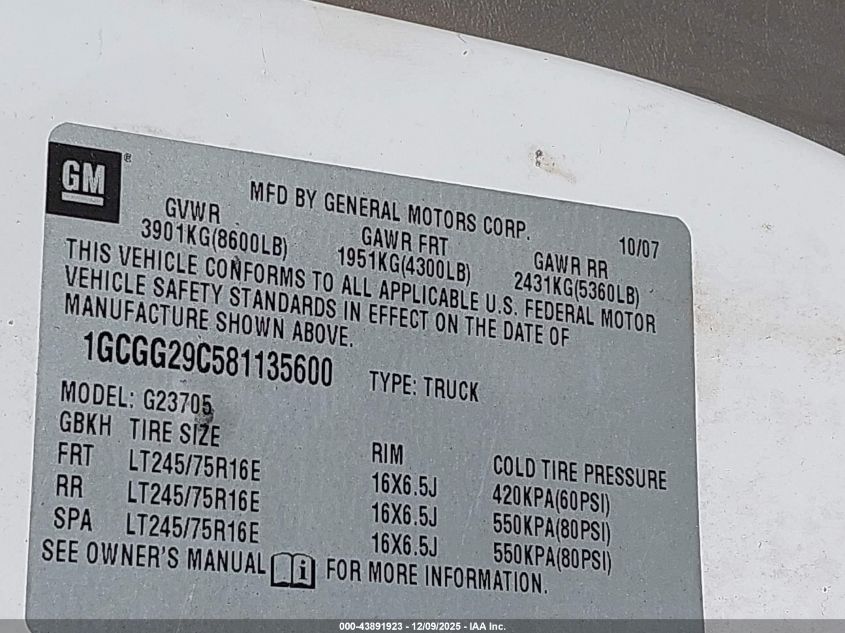 GM ®
MFD BY GENERAL MOTORS CORP. 10/07
GVWR GAWR FRT GAWR RR
3901KG(8600LB) 1951KG(4300LB) 2431KG(5360LB)
THIS VEHICLE CONFORMS TO ALL APPLICABLE U.S. FEDERAL MOTOR
VEHICLE SAFETY STANDARDS IN EFFECT ON THE DATE OF
MANUFACTURE SHOWN ABOVE.
1GCGG29C581135600 TYPE: TRUCK
MODEL: G23705
GBKH TIRE SIZE RIM COLD TIRE PRESSURE
FRT LT245/75R16E 16X6.5J 420KPA(60PSI)
RR LT245/75R16E 16X6.5J 550KPA(80PSI)
SPA LT245/75R16E 16X6.5J 550KPA(80PSI)
SEE OWNER'S MANUAL i FOR MORE INFORMATION.
000-43891923 - 12/09/2025 - IAA Inc.